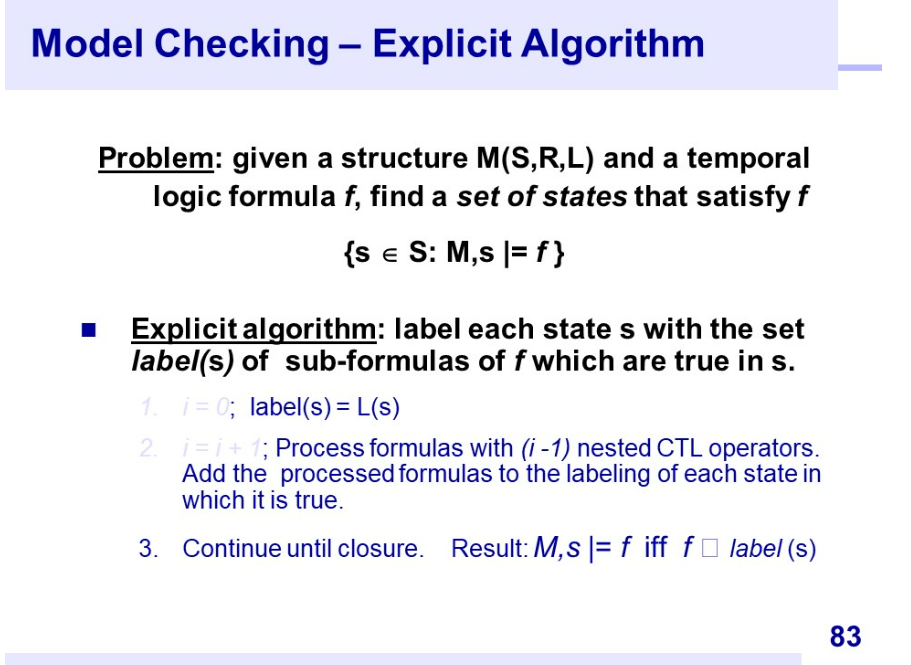 Model Checking – Explicit Algorithm
Problem: given a structure M(S,R,L) and a temporal
logic formula f, find a set of states that satisfy f
{s ∈ S: M,s |= f }
■ Explicit algorithm: label each state s with the set
label(s) of sub-formulas of f which are true in s.
1. i = 0; label(s) = L(s)
2. i = i + 1; Process formulas with (i -1) nested CTL operators.
Add the processed formulas to the labeling of each state in
which it is true.
3. Continue until closure. Result: M,s |= f iff f □ label (s)
83